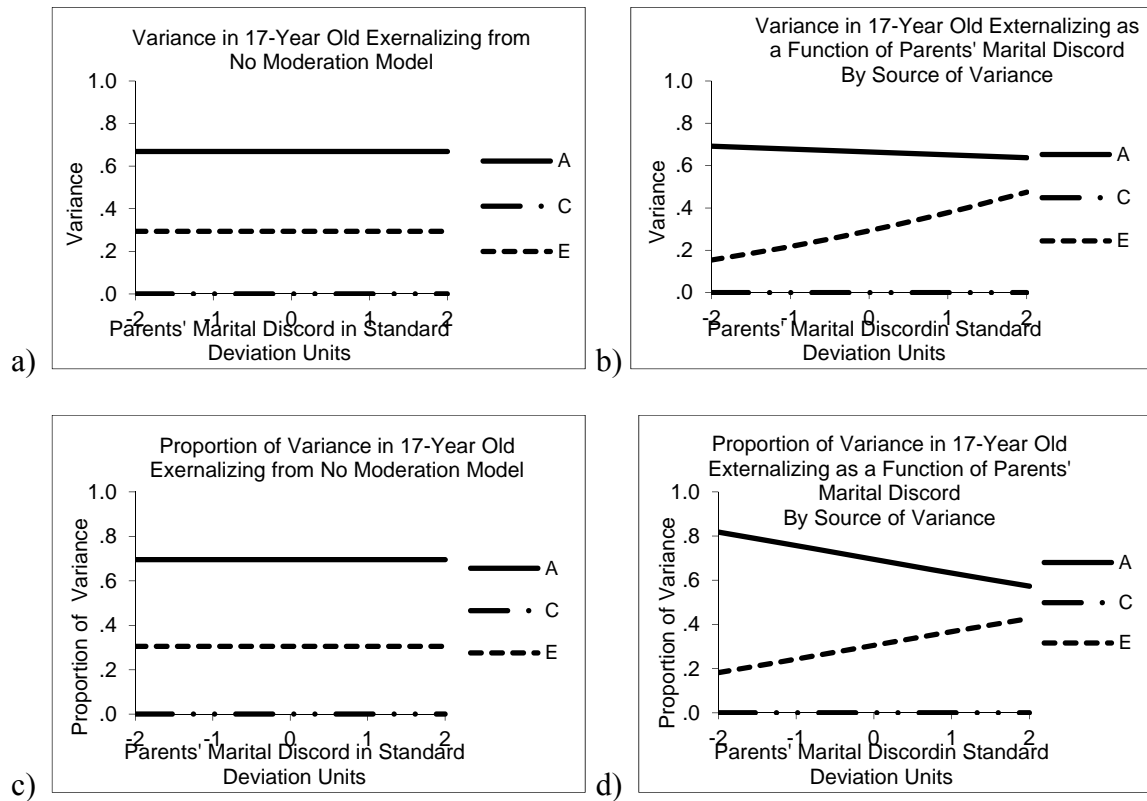 Variance in 17-Year Old Exernalizing from
No Moderation Model
1.0
.8
.6
.4
.2
.0
Variance
-2
-1
0
1
2
Parents' Marital Discord in Standard
Deviation Units
A
C
E
a)
Variance in 17-Year Old Externalizing as
a Function of Parents' Marital Discord
By Source of Variance
1.0
.8
.6
.4
.2
.0
Variance
-2
-1
0
1
2
Parents' Marital Discordin Standard
Deviation Units
A
C
E
b)
Proportion of Variance in 17-Year Old
Exernalizing from No Moderation Model
1.0
.8
.6
.4
.2
.0
Proportion of Variance
-2
-1
0
1
2
Parents' Marital Discord in Standard
Deviation Units
A
C
E
c)
Proportion of Variance in 17-Year Old
Externalizing as a Function of Parents'
Marital Discord
By Source of Variance
1.0
.8
.6
.4
.2
.0
Proportion of Variance
-2
-1
0
1
2
Parents' Marital Discordin Standard
Deviation Units
A
C
E
d)